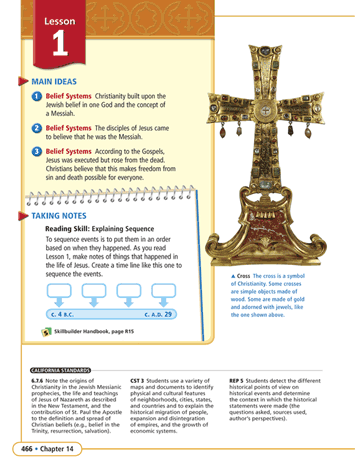 Lesson
1
MAIN IDEAS
1 Belief Systems Christianity built upon the
Jewish belief in one God and the concept of
a Messiah.
2 Belief Systems The disciples of Jesus came
to believe that he was the Messiah.
3 Belief Systems According to the Gospels,
Jesus was executed but rose from the dead.
Christians believe that this makes freedom from
sin and death possible for everyone.
TAKING NOTES
Reading Skill: Explaining Sequence
To sequence events is to put them in an order
based on when they happened. As you read
Lesson 1, make notes of things that happened in
the life of Jesus. Create a time line like this one to
sequence the events.
c. 4 B.C. c. A.D. 29
Skillbuilder Handbook, page R15
▲ Cross The cross is a symbol
of Christianity. Some crosses
are simple objects made of
wood. Some are made of gold
and adorned with jewels, like
the one shown above.
CALIFORNIA STANDARDS
6.7.6 Note the origins of
Christianity in the Jewish Messianic
prophecies, the life and teachings
of Jesus of Nazareth as described
in the New Testament, and the
contribution of St. Paul the Apostle
to the definition and spread of
Christian beliefs (e.g., belief in the
Trinity, resurrection, salvation).
CST 3 Students use a variety of
maps and documents to identify
physical and cultural features
of neighborhoods, cities, states,
and countries and to explain the
historical migration of people,
expansion and disintegration
of empires, and the growth of
economic systems.
REP 5 Students detect the different
historical points of view on
historical events and determine
the context in which the historical
statements were made (the
questions asked, sources used,
author's perspectives).
466 • Chapter 14